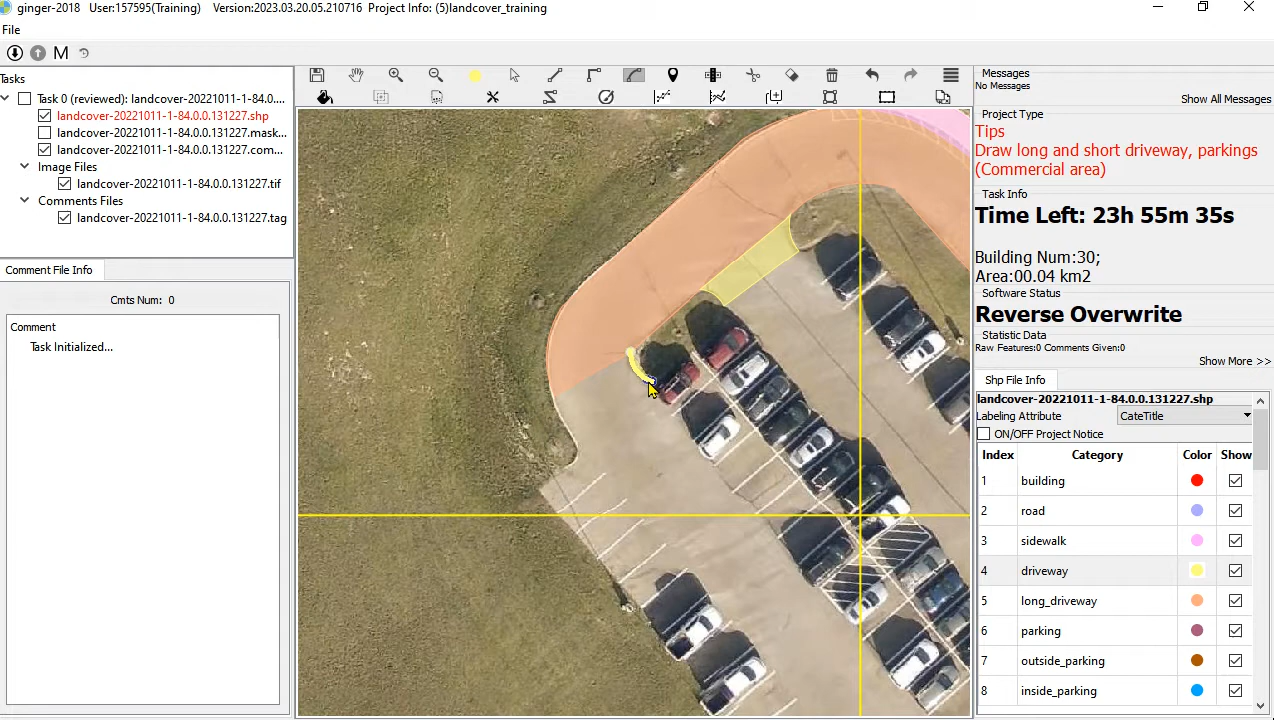 ginger-2018 User:157595(Training) Version:2023.03.20.05.210716 Project Info: (5)landcover_training
File
M
Tasks
Task 0 (reviewed): landcover-20221011-1-84.0....
landcover-20221011-1-84.0.0.131227.shp
landcover-20221011-1-84.0.0.131227.mask...
landcover-20221011-1-84.0.0.131227.com...
Image Files
landcover-20221011-1-84.0.0.131227.tif
Comments Files
landcover-20221011-1-84.0.0.131227.tag
Comment File Info
Cmts Num: 0
Comment
Task Initialized...
Messages
No Messages
Show All Messages
Project Type
Tips
Draw long and short driveway, parkings
(Commercial area)
Task Info
Time Left: 23h 55m 35s
Building Num:30;
Area:00.04 km2
Software Status
Reverse Overwrite
Statistic Data
Raw Features:0 Comments Given:0
Show More >>
Shp File Info
landcover-20221011-1-84.0.0.131227.shp
Labeling Attribute CateTitle
ON/OFF Project Notice
Index Category Color Show
1 building
2 road
3 sidewalk
4 driveway
5 long_driveway
6 parking
7 outside_parking
8 inside_parking